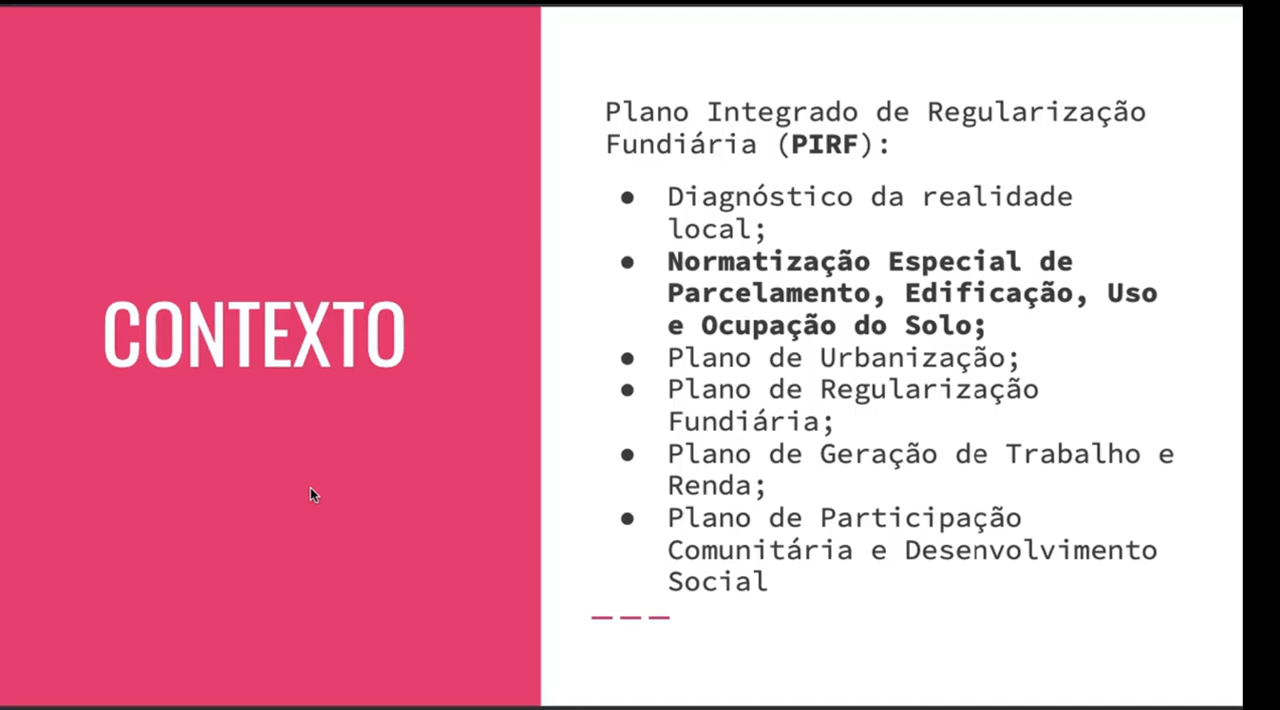 CONTEXTO
Plano Integrado de Regularização
Fundiária (PIRF):
● Diagnóstico da realidade
local;
● Normatização Especial de
Parcelamento, Edificação, Uso
e Ocupação do Solo;
● Plano de Urbanização;
● Plano de Regularização
Fundiária;
● Plano de Geração de Trabalho e
Renda;
● Plano de Participação
Comunitária e Desenvolvimento
Social